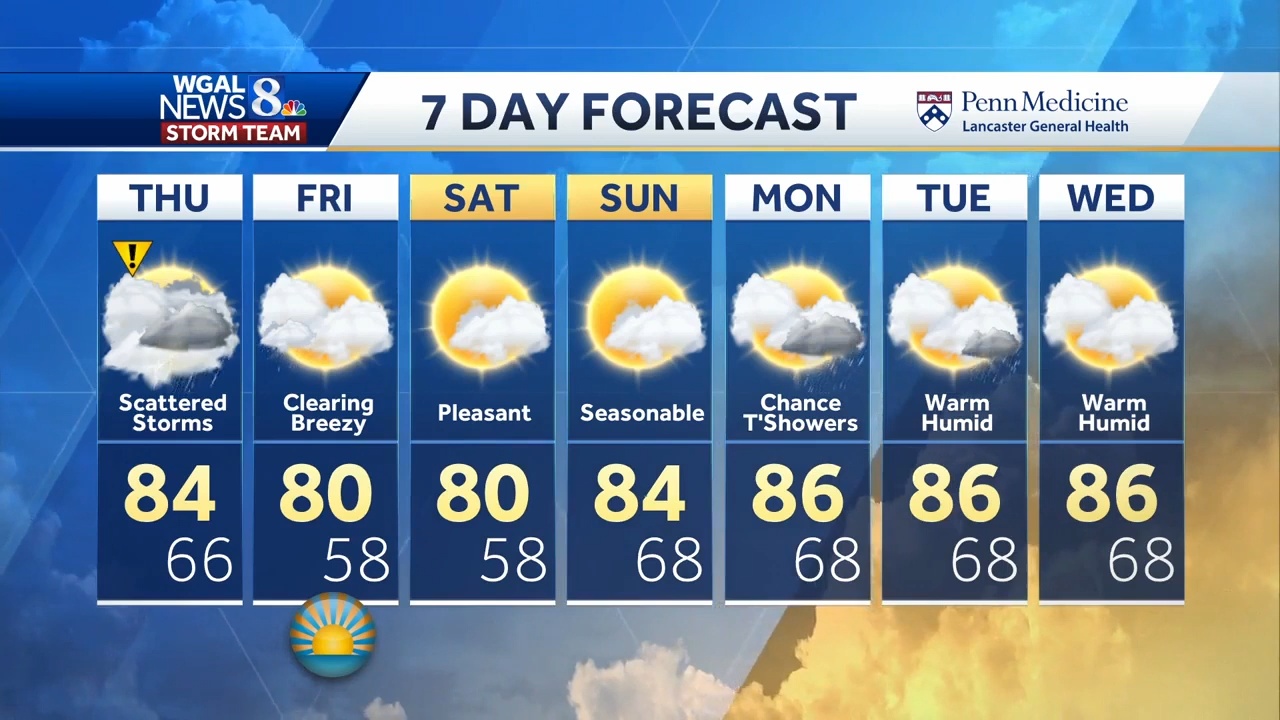 WGAL
NEWS 8
STORM TEAM
7 DAY FORECAST
Penn Medicine
Lancaster General Health
THU
!
Scattered
Storms
84
66
FRI
Clearing
Breezy
80
58
SAT
Pleasant
80
58
SUN
Seasonable
84
68
MON
Chance
T'Showers
86
68
TUE
Warm
Humid
86
68
WED
Warm
Humid
86
68